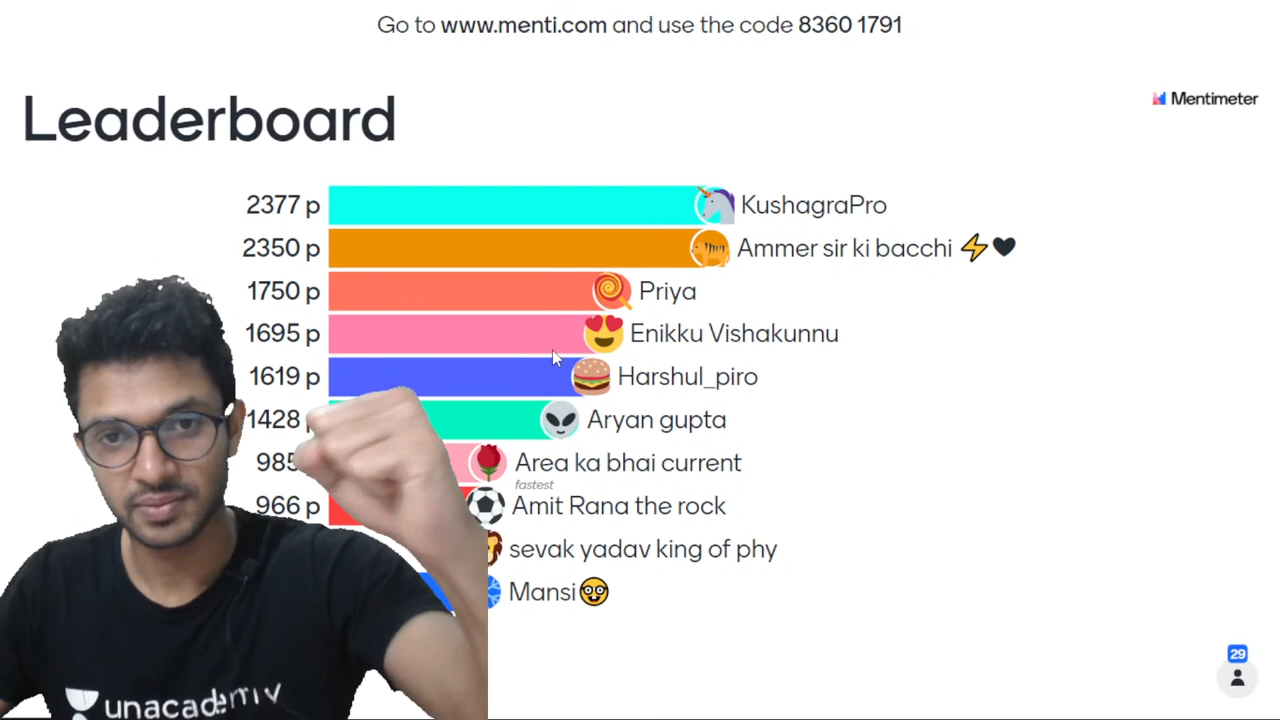 Go to www.menti.com and use the code 8360 1791
Leaderboard
Mentimeter
2377 p KushagraPro
2350 p Ammer sir ki bacchi ⚡🖤
1750 p Priya
1695 p Enikku Vishakunnu
1619 p Harshul_piro
1428 Aryan gupta
985 Area ka bhai current
fastest
966 p Amit Rana the rock
sevak yadav king of phy
Mansi🤓
29
unacademy